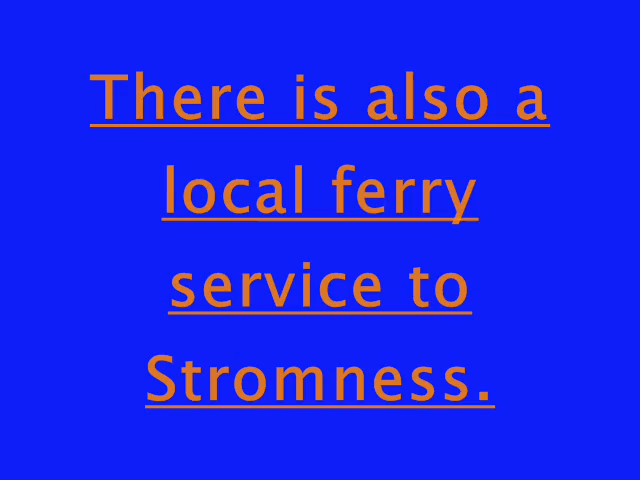 There is also a
local ferry
service to
Stromness.